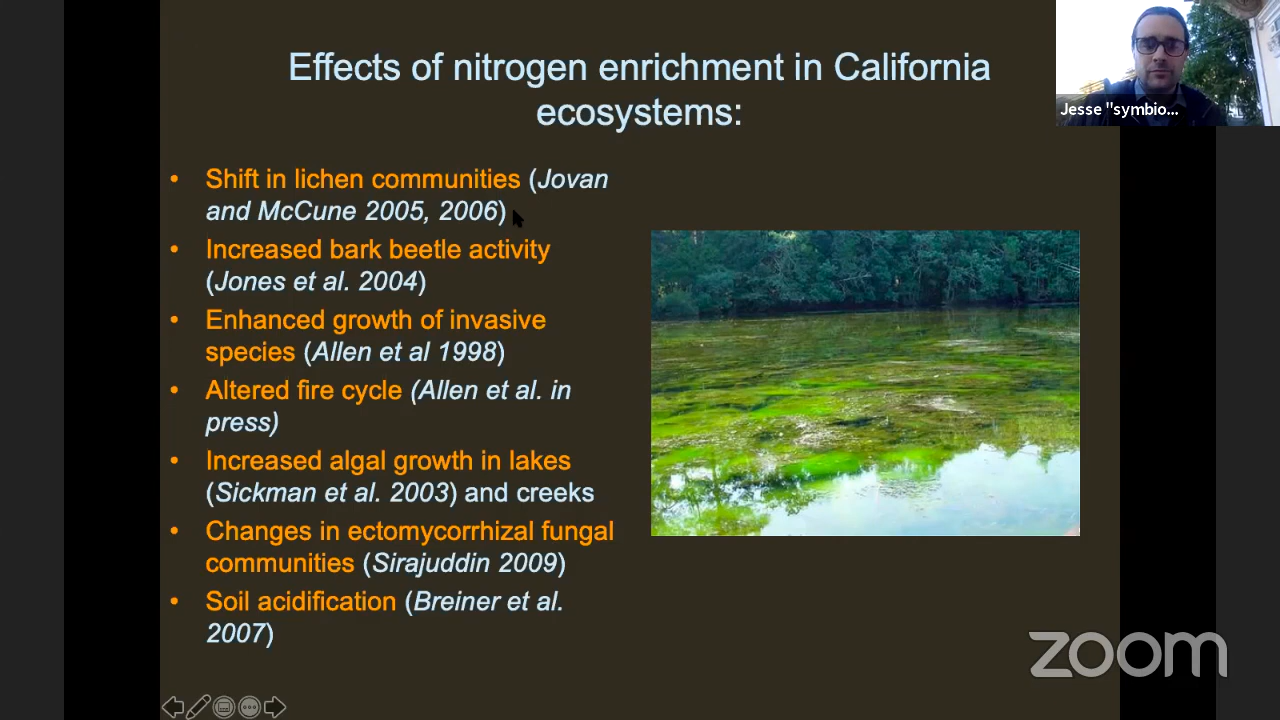 Effects of nitrogen enrichment in California
ecosystems:
Jesse "symbio...
• Shift in lichen communities (Jovan
and McCune 2005, 2006)
• Increased bark beetle activity
(Jones et al. 2004)
• Enhanced growth of invasive
species (Allen et al 1998)
• Altered fire cycle (Allen et al. in
press)
• Increased algal growth in lakes
(Sickman et al. 2003) and creeks
• Changes in ectomycorrhizal fungal
communities (Sirajuddin 2009)
• Soil acidification (Breiner et al.
2007)
zoom